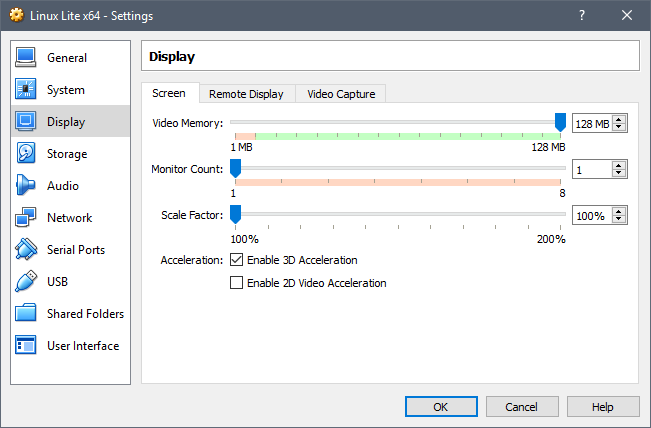 Linux Lite x64 - Settings
?
General
System
Display
Storage
Audio
Network
Serial Ports
USB
Shared Folders
User Interface
Display
Screen Remote Display Video Capture
Video Memory: 128 MB
1 MB 128 MB
Monitor Count: 1
1 8
Scale Factor: 100%
100% 200%
Acceleration: Enable 3D Acceleration
Enable 2D Video Acceleration
OK Cancel Help